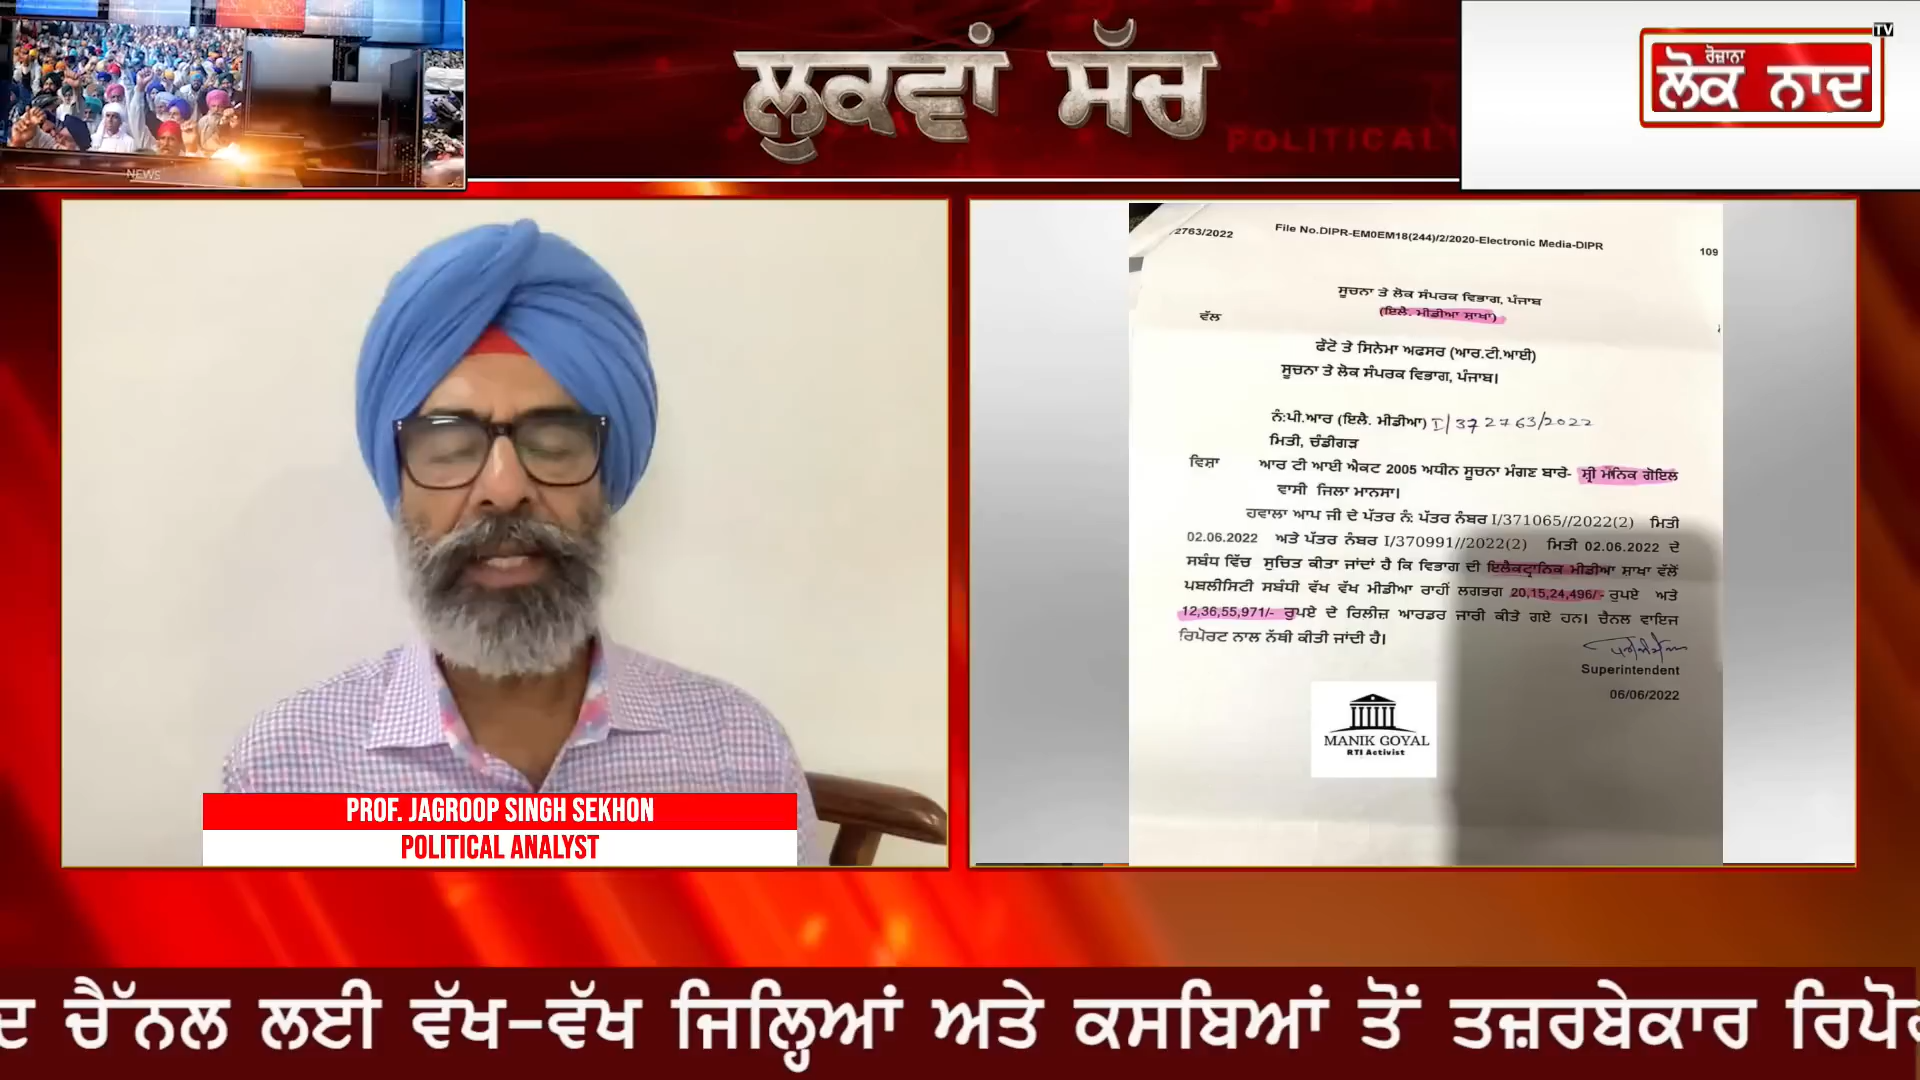 NEWS
ਲੁਕਵਾਂ ਸੱਚ
POLITICAL
TV
ਰੋਜ਼ਾਨਾ
ਲੋਕ ਨਾਦ
2763/2022
File No.DIPR-EM0EM18(244)/2/2020-Electronic Media-DIPR
109
ਸੂਚਨਾ ਤੇ ਲੋਕ ਸੰਪਰਕ ਵਿਭਾਗ, ਪੰਜਾਬ
(ਇਲੈ. ਮੀਡੀਆ ਸ਼ਾਖਾ)
ਵੱਲ
ਫੌਟੋ ਤੇ ਸਿਨੇਮਾ ਅਫਸਰ (ਆਰ.ਟੀ.ਆਈ)
ਸੂਚਨਾ ਤੇ ਲੋਕ ਸੰਪਰਕ ਵਿਭਾਗ, ਪੰਜਾਬ।
ਨੰ:ਪੀ.ਆਰ (ਇਲੈ. ਮੀਡੀਆ) I/372763/2022
ਮਿਤੀ, ਚੰਡੀਗੜ
ਵਿਸ਼ਾ ਆਰ ਟੀ ਆਈ ਐਕਟ 2005 ਅਧੀਨ ਸੂਚਨਾ ਮੰਗਣ ਬਾਰੇ- ਸ਼੍ਰੀ ਮਾਨਿਕ ਗੋਇਲ
ਵਾਸੀ ਜਿਲਾ ਮਾਨਸਾ।
ਹਵਾਲਾ ਆਪ ਜੀ ਦੇ ਪੱਤਰ ਨੰ: ਪੱਤਰ ਨੰਬਰ I/371065//2022(2) ਮਿਤੀ
02.06.2022 ਅਤੇ ਪੱਤਰ ਨੰਬਰ I/370991//2022(2) ਮਿਤੀ 02.06.2022 ਦੇ
ਸਬੰਧ ਵਿੱਚ ਸੂਚਿਤ ਕੀਤਾ ਜਾਂਦਾ ਹੈ ਕਿ ਵਿਭਾਗ ਦੀ ਇਲੈਕਟ੍ਰਾਨਿਕ ਮੀਡੀਆ ਸ਼ਾਖਾ ਵੱਲੋਂ
ਪਬਲੀਸਿਟੀ ਸਬੰਧੀ ਵੱਖ ਵੱਖ ਮੀਡੀਆ ਰਾਹੀਂ ਲਗਭਗ 20,15,24,496/- ਰੁਪਏ ਅਤੇ
12,36,55,971/- ਰੁਪਏ ਦੇ ਰਿਲੀਜ਼ ਆਰਡਰ ਜਾਰੀ ਕੀਤੇ ਗਏ ਹਨ। ਚੈਨਲ ਵਾਇਜ
ਰਿਪੋਰਟ ਨਾਲ ਨੱਥੀ ਕੀਤੀ ਜਾਂਦੀ ਹੈ।
Superintendent
06/06/2022
MANIK GOYAL
RTI Activist
PROF. JAGROOP SINGH SEKHON
POLITICAL ANALYST
ਦ ਚੈੱਨਲ ਲਈ ਵੱਖ-ਵੱਖ ਜਿਲ੍ਹਿਆਂ ਅਤੇ ਕਸਬਿਆਂ ਤੋਂ ਤਜ਼ਰਬੇਕਾਰ